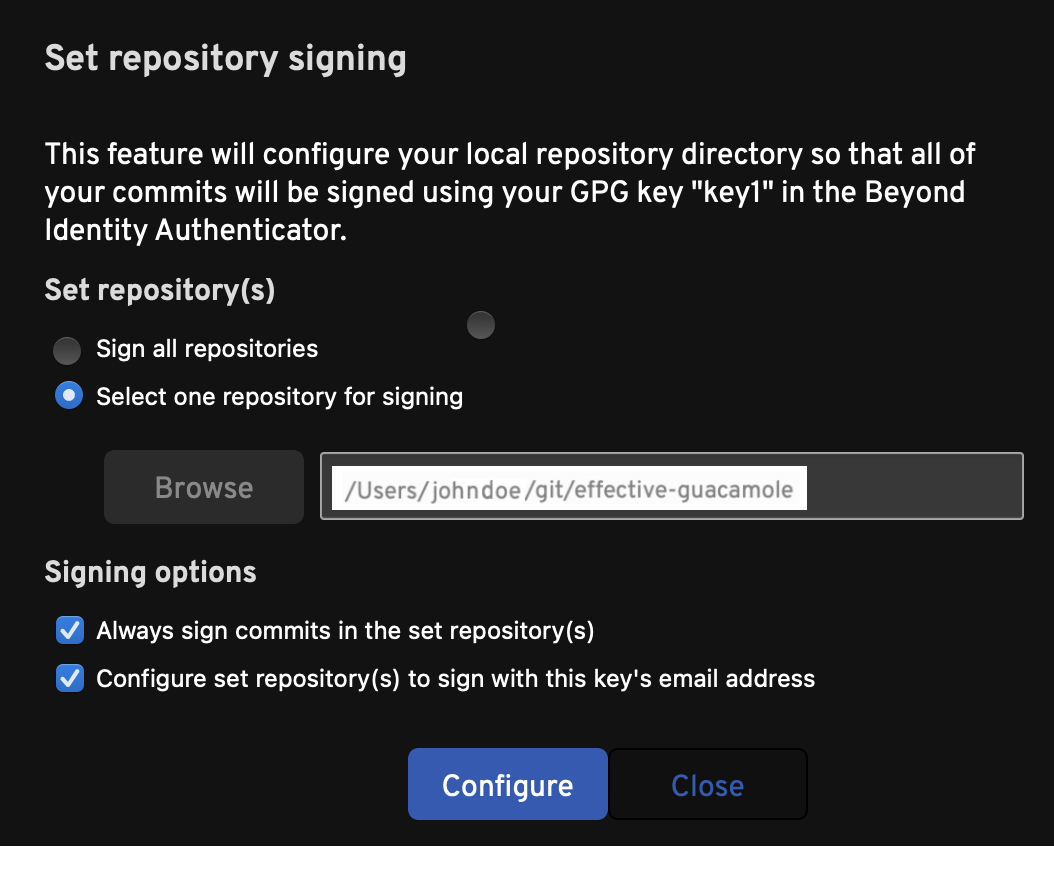 Set repository signing
This feature will configure your local repository directory so that all of
your commits will be signed using your GPG key "key1" in the Beyond
Identity Authenticator.
Set repository(s)
Sign all repositories
Select one repository for signing
Browse
/Users/johndoe/git/effective-guacamole
Signing options
Always sign commits in the set repository(s)
Configure set repository(s) to sign with this key's email address
Configure
Close